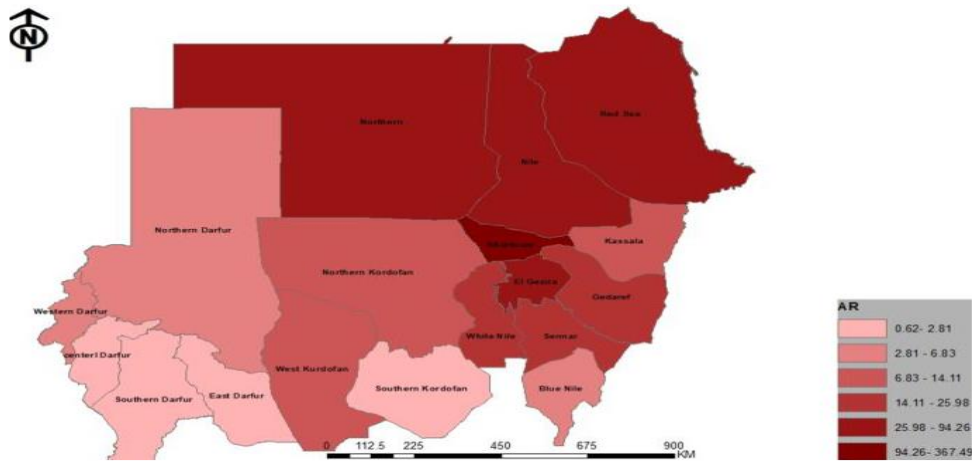 N
Red Sea
Northern
Nile
Northern Darfur
Kassala
Khartoum
Northern Kordofan
El Gezira
Gedaref
Western Darfur
White Nile
Sennar
centerl Darfur
West Kurdofan
Southern Kordofan
Blue Nile
Southern Darfur
East Darfur
0 112.5 225 450 675 900
KM
AR
0.62- 2.81
2.81 - 6.83
6.83 - 14.11
14.11 - 25.98
25.98 - 94.26
94.26- 367.49